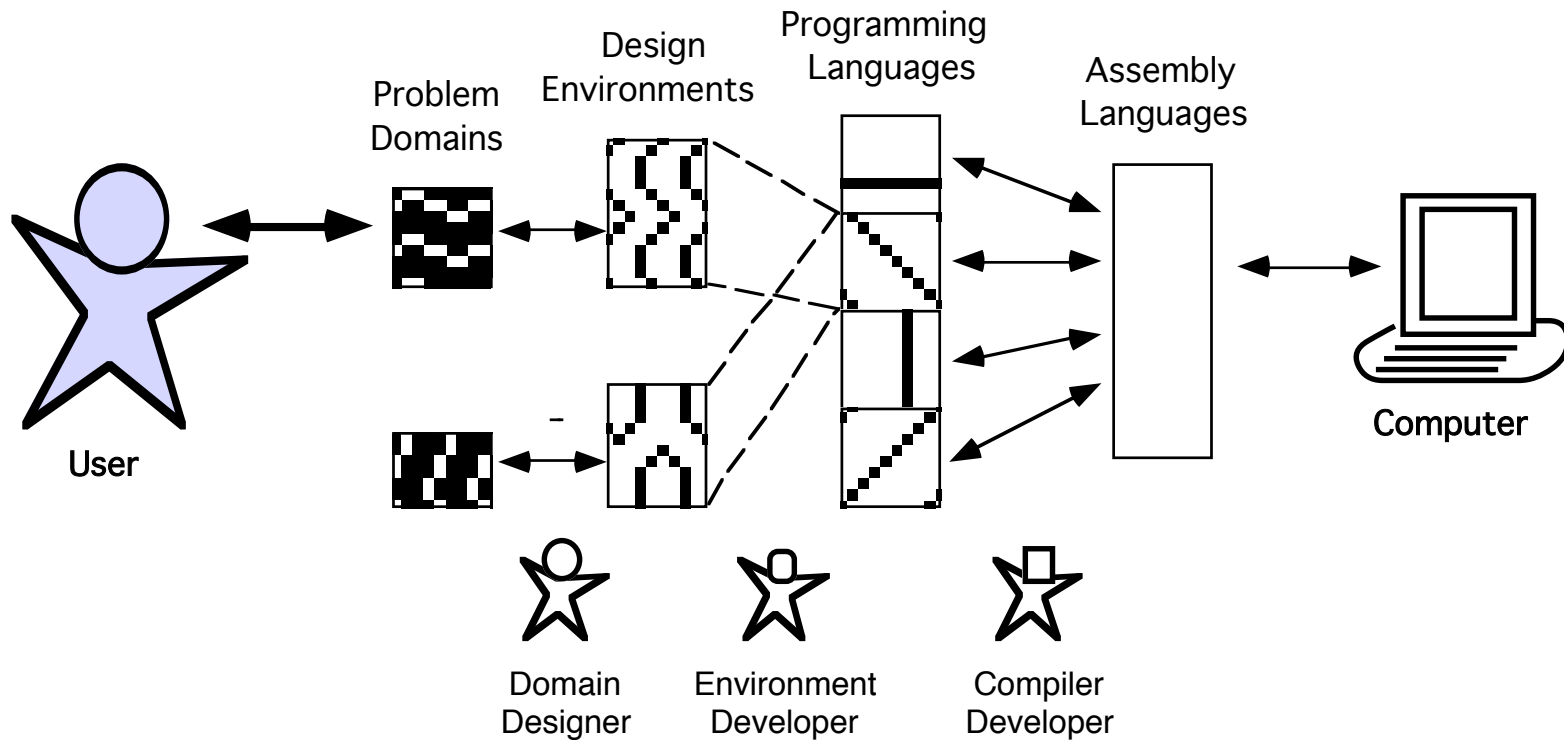 Programming
Languages
Design
Environments
Assembly
Languages
Problem
Domains
User
Computer
Domain
Designer
Environment
Developer
Compiler
Developer